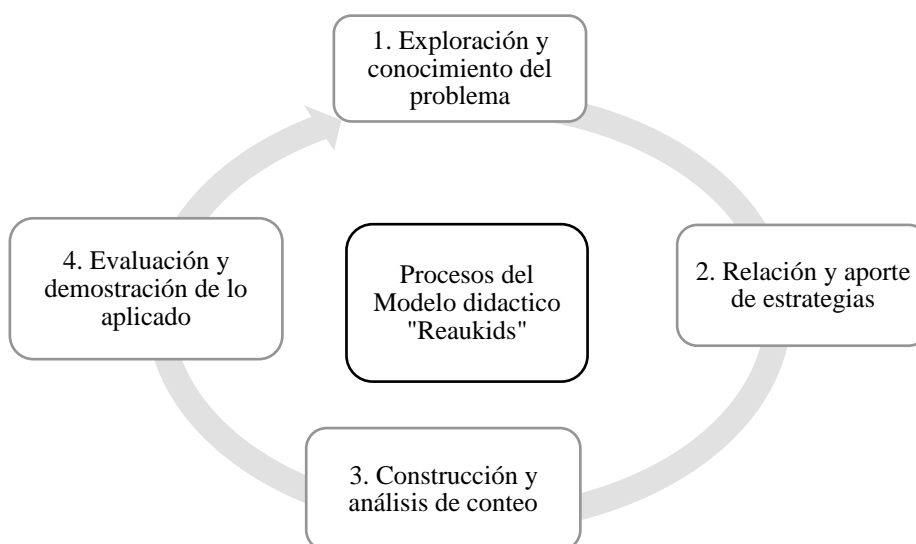 1. Exploración y
conocimiento del
problema
2. Relación y aporte
de estrategias
3. Construcción y
análisis de conteo
4. Evaluación y
demostración de lo
aplicado
Procesos del
Modelo didactico
"Reaukids"